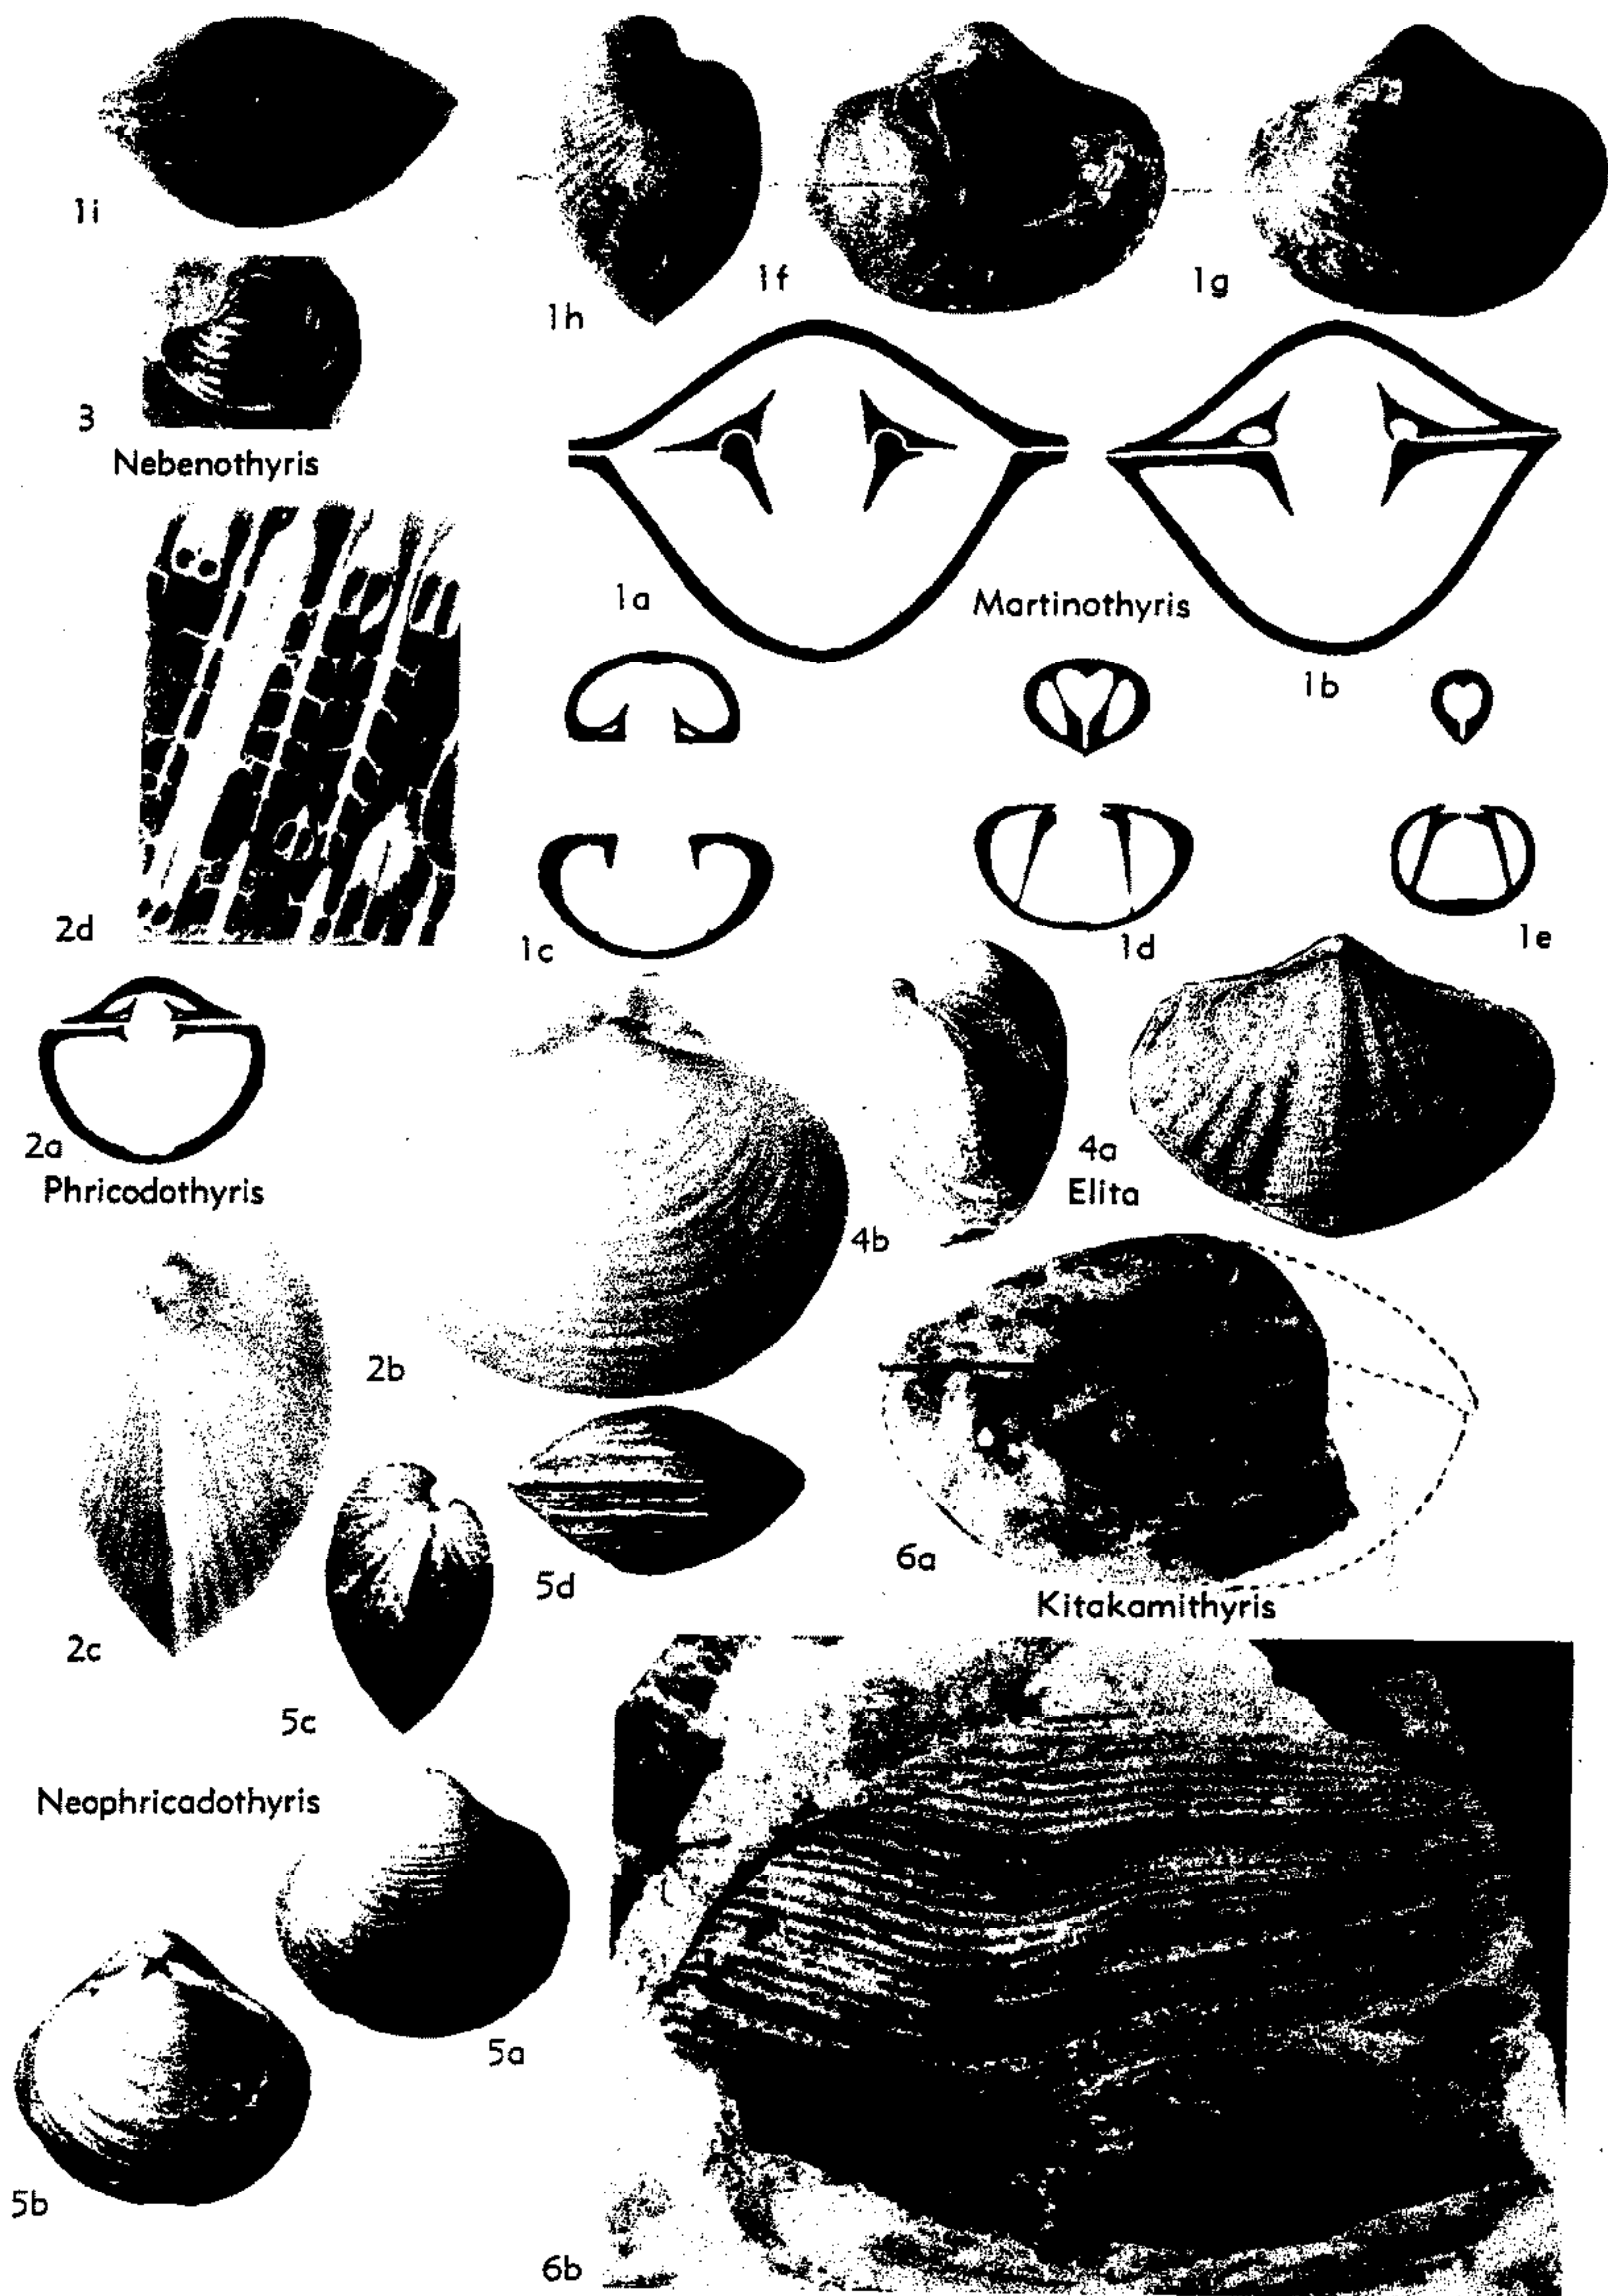 1i
1h
1f
1g
3
Nebenothyris
1a
Martinothyris
1b
2d
1c
1d
1e
2a
Phricodothyris
4a
Elita
4b
2b
6a
5d
Kitakamithyris
2c
5c
Neophricadothyris
5a
5b
6b